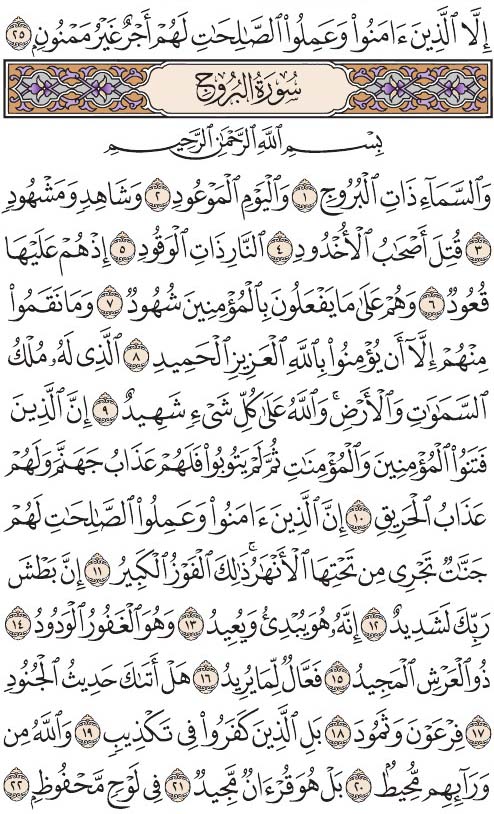 إِلَّا ٱلَّذِينَ ءَامَنُوا۟ وَعَمِلُوا۟ ٱلصَّٰلِحَٰتِ لَهُمْ أَجْرٌ غَيْرُ مَمْنُونٍۭ ٢٥
سُورَةُ الْبُرُوجِ
بِسْمِ ٱللَّهِ ٱلرَّحْمَٰنِ ٱلرَّحِيمِ
وَٱلسَّمَآءِ ذَاتِ ٱلْبُرُوجِ ١ وَٱلْيَوْمِ ٱلْمَوْعُودِ ٢ وَشَاهِدٍ وَمَشْهُودٍ
٣ قُتِلَ أَصْحَٰبُ ٱلْأُخْدُودِ ٤ ٱلنَّارِ ذَاتِ ٱلْوَقُودِ ٥ إِذْ هُمْ عَلَيْهَا
قُعُودٌ ٦ وَهُمْ عَلَىٰ مَا يَفْعَلُونَ بِٱلْمُؤْمِنِينَ شُهُودٌ ٧ وَمَا نَقَمُوا۟
مِنْهُمْ إِلَّآ أَن يُؤْمِنُوا۟ بِٱللَّهِ ٱلْعَزِيزِ ٱلْحَمِيدِ ٨ ٱلَّذِى لَهُۥ مُلْكُ
ٱلسَّمَٰوَٰتِ وَٱلْأَرْضِۚ وَٱللَّهُ عَلَىٰ كُلِّ شَىْءٍ شَهِيدٌ ٩ إِنَّ ٱلَّذِينَ
فَتَنُوا۟ ٱلْمُؤْمِنِينَ وَٱلْمُؤْمِنَٰتِ ثُمَّ لَمْ يَتُوبُوا۟ فَلَهُمْ عَذَابُ جَهَنَّمَ وَلَهُمْ
عَذَابُ ٱلْحَرِيقِ ١٠ إِنَّ ٱلَّذِينَ ءَامَنُوا۟ وَعَمِلُوا۟ ٱلصَّٰلِحَٰتِ لَهُمْ
جَنَّٰتٌ تَجْرِى مِن تَحْتِهَا ٱلْأَنْهَٰرُۚ ذَٰلِكَ ٱلْفَوْزُ ٱلْكَبِيرُ ١١ إِنَّ بَطْشَ
رَبِّكَ لَشَدِيدٌ ١٢ إِنَّهُۥ هُوَ يُبْدِئُ وَيُعِيدُ ١٣ وَهُوَ ٱلْغَفُورُ ٱلْوَدُودُ ١٤
ذُو ٱلْعَرْشِ ٱلْمَجِيدُ ١٥ فَعَّالٌ لِّمَا يُرِيدُ ١٦ هَلْ أَتَىٰكَ حَدِيثُ ٱلْجُنُودِ
١٧ فِرْعَوْنَ وَثَمُودَ ١٨ بَلِ ٱلَّذِينَ كَفَرُوا۟ فِى تَكْذِيبٍ ١٩ وَٱللَّهُ مِن
وَرَآئِهِم مُّحِيطٌۢ ٢٠ بَلْ هُوَ قُرْءَانٌ مَّجِيدٌ ٢١ فِى لَوْحٍ مَّحْفُوظٍۭ ٢٢